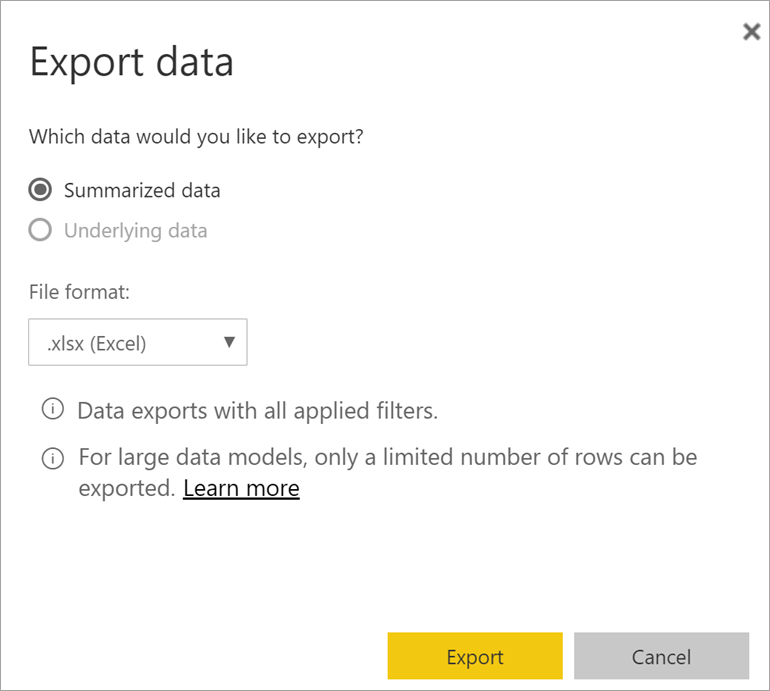 Export data
Which data would you like to export?
Summarized data
Underlying data
File format:
.xlsx (Excel)
Data exports with all applied filters.
For large data models, only a limited number of rows can be
exported. Learn more
Export
Cancel